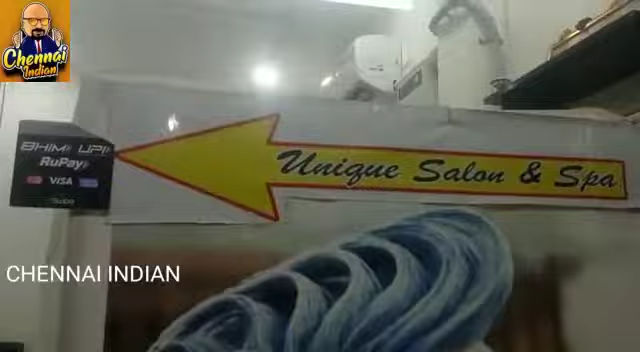 Chennai
Indian
BHIM UPI
RuPay
VISA
Unique Salon & Spa
CHENNAI INDIAN